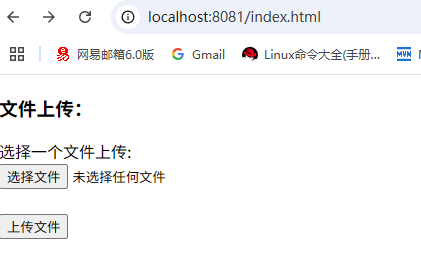 localhost:8081/index.html
网易邮箱6.0版 Gmail Linux命令大全(手册... MVN
文件上传：
选择一个文件上传:
选择文件 未选择任何文件
上传文件